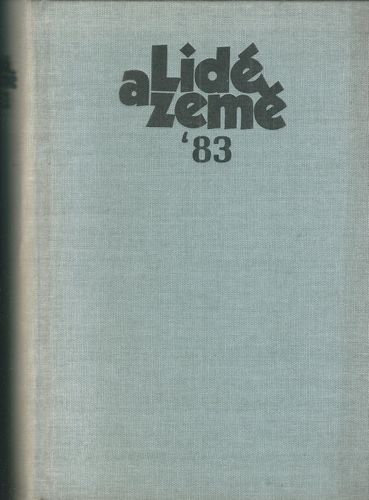 Lidé
a země
'83